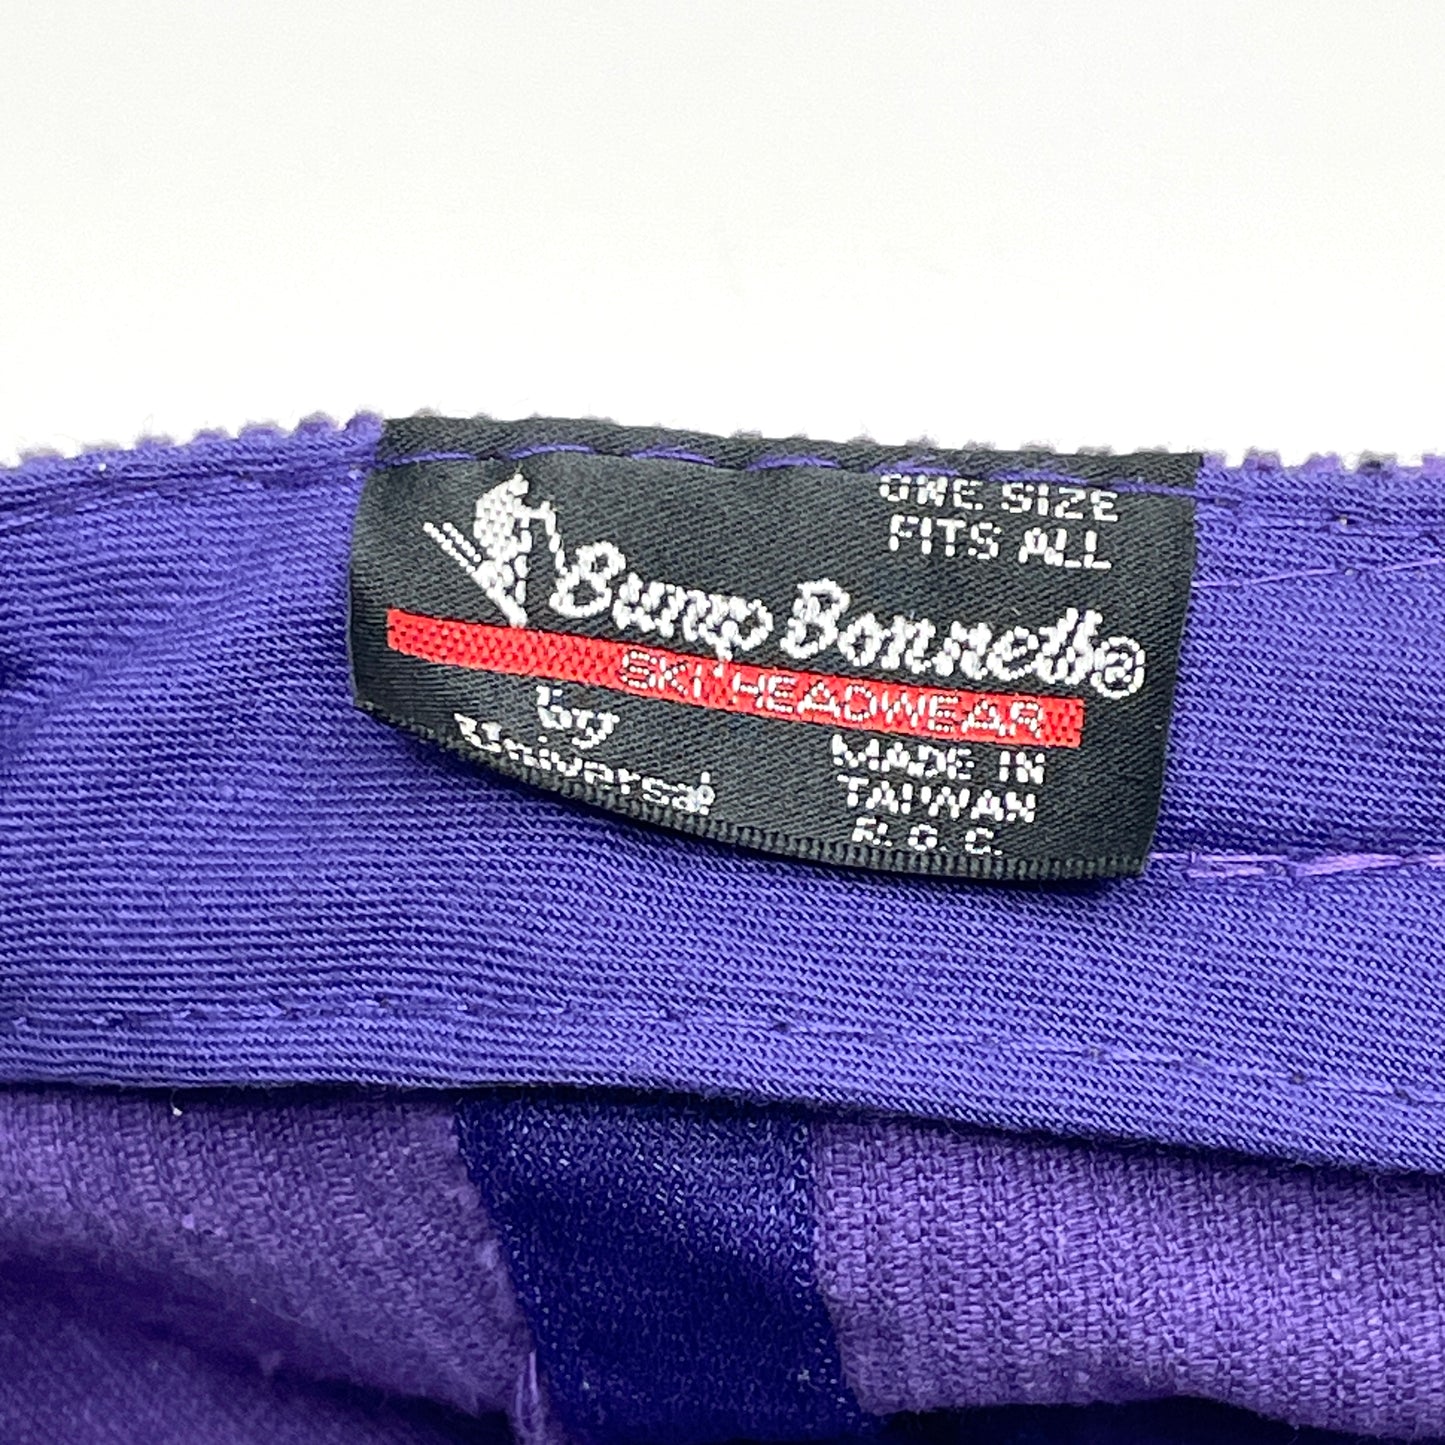 ONE SIZE
FITS ALL
Bump Bonnets®
SKI HEADWEAR
by
Universal
MADE IN
TAIWAN
R.O.C.